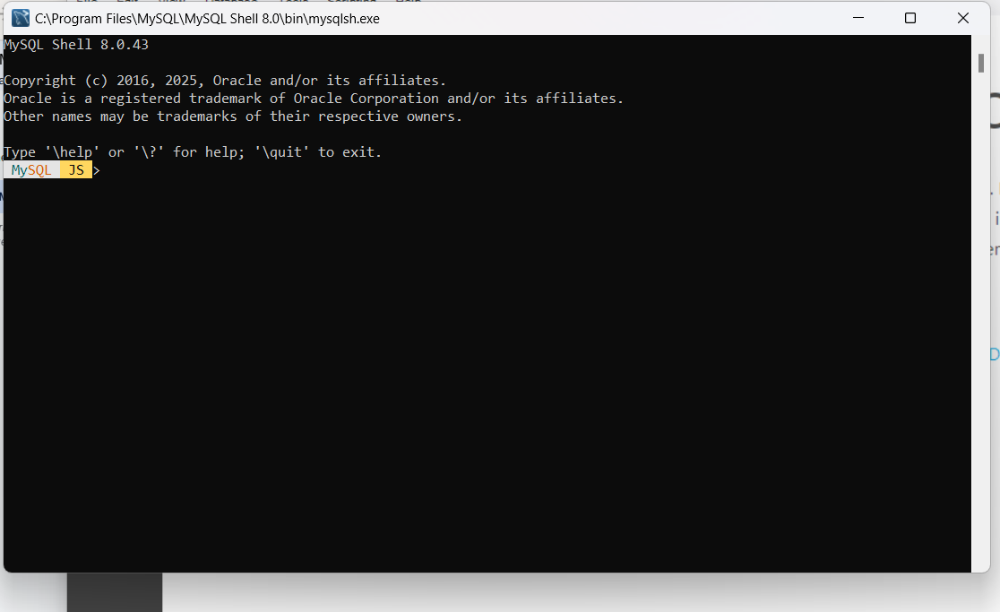 C:\Program Files\MySQL\MySQL Shell 8.0\bin\mysqlsh.exe
MySQL Shell 8.0.43
Copyright (c) 2016, 2025, Oracle and/or its affiliates.
Oracle is a registered trademark of Oracle Corporation and/or its affiliates.
Other names may be trademarks of their respective owners.
Type '\help' or '\?' for help; '\quit' to exit.
MySQL JS >